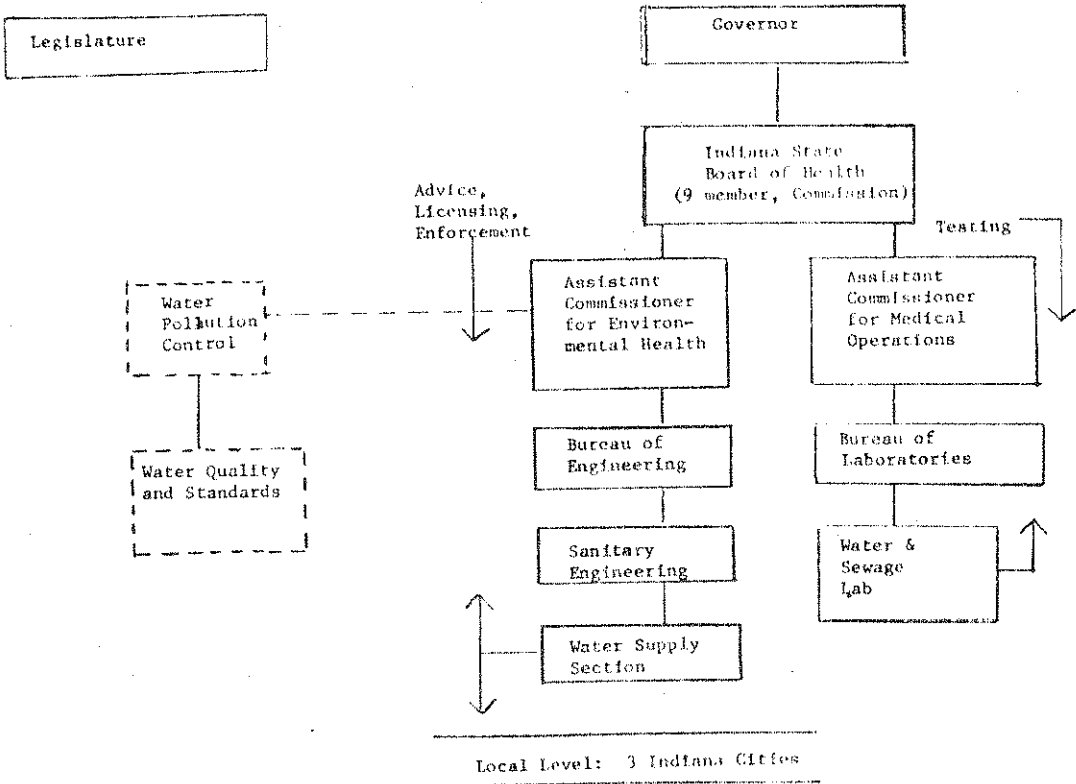 Legislature
Governor
Indiana State
Board of Health
(9 member, Commission)
Advice,
Licensing,
Enforcement
Testing
Water
Pollution
Control
Assistant
Commissioner
for Environ-
mental Health
Assistant
Commissioner
for Medical
Operations
Water Quality
and Standards
Bureau of
Engineering
Bureau of
Laboratories
Sanitary
Engineering
Water &
Sewage
Lab
Water Supply
Section
Local Level: 3 Indiana Cities